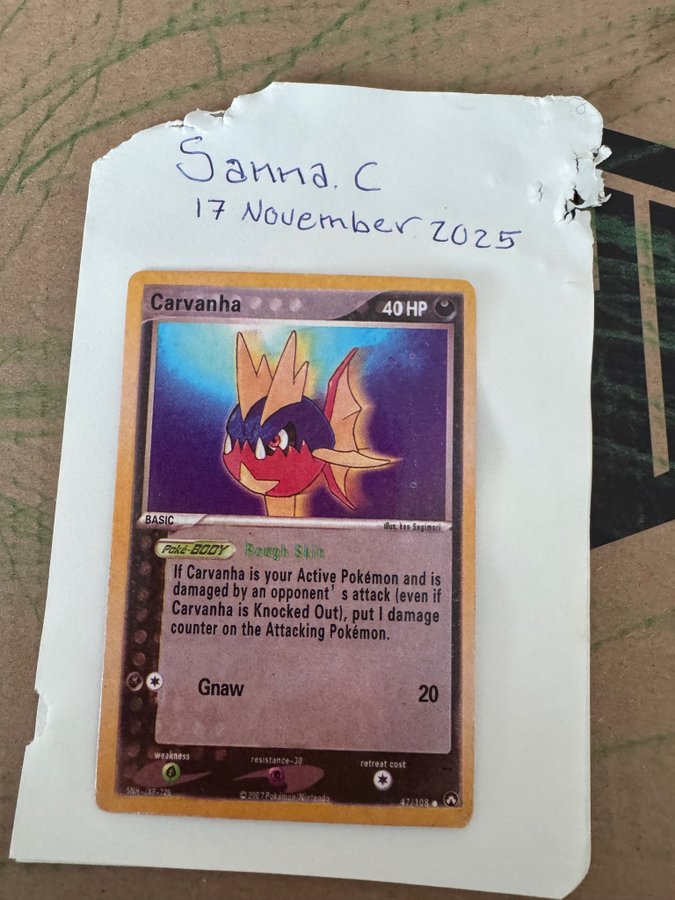 Sanna. C
17 November 2025
Carvanha 40 HP
BASIC illus. Ken Sugimori
Poké-BODY Rough Skin
If Carvanha is your Active Pokémon and is
damaged by an opponent' s attack (even if
Carvanha is Knocked Out), put I damage
counter on the Attacking Pokémon.
Gnaw 20
weakness resistance-30 retreat cost
©2007 Pokémon/Nintendo
47/108